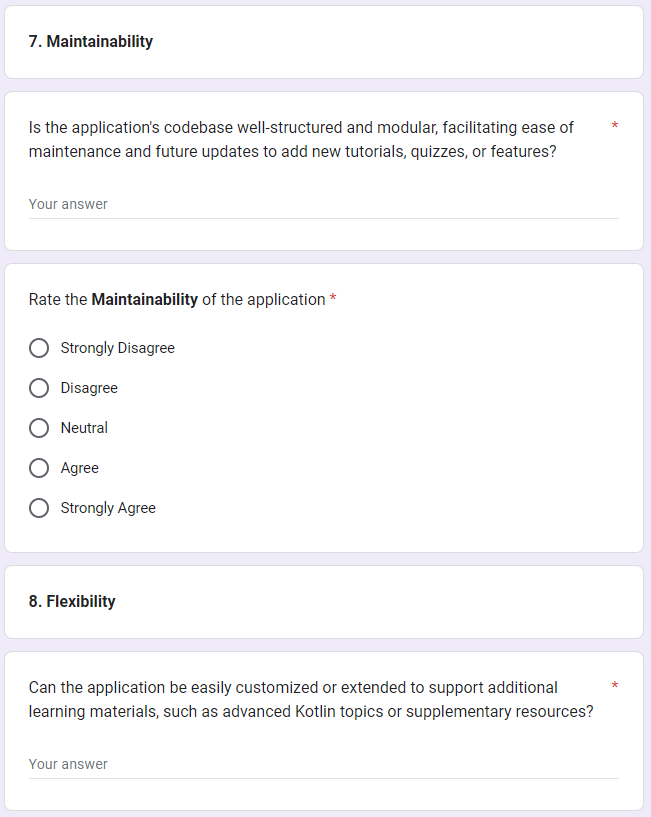 7. Maintainability
Is the application's codebase well-structured and modular, facilitating ease of *
maintenance and future updates to add new tutorials, quizzes, or features?
Your answer
Rate the Maintainability of the application *
Strongly Disagree
Disagree
Neutral
Agree
Strongly Agree
8. Flexibility
Can the application be easily customized or extended to support additional *
learning materials, such as advanced Kotlin topics or supplementary resources?
Your answer